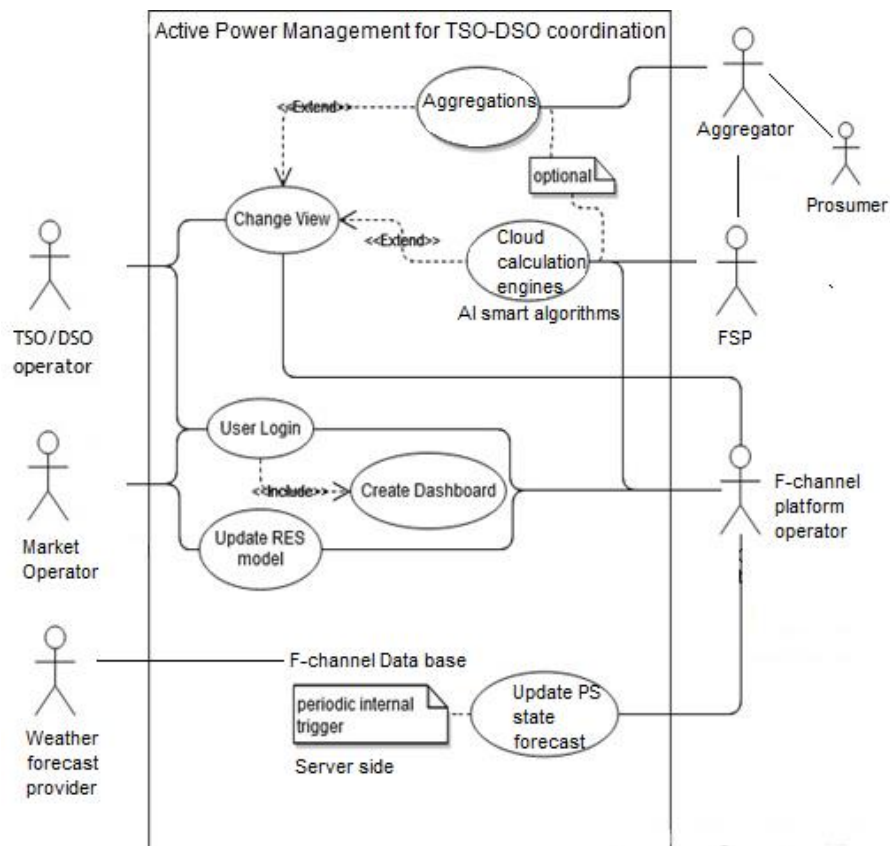 Active Power Management for TSO-DSO coordination
<<Extend>>
Aggregations
Aggregator
optional
Prosumer
Change View
<<Extend>>
Cloud
calculation
engines
AI smart algorithms
FSP
TSO/DSO
operator
User Login
<<Include>>
Create Dashboard
F-channel
platform
operator
Update RES
model
Market
Operator
F-channel Data base
periodic internal
trigger
Update PS
state
forecast
Server side
Weather
forecast
provider